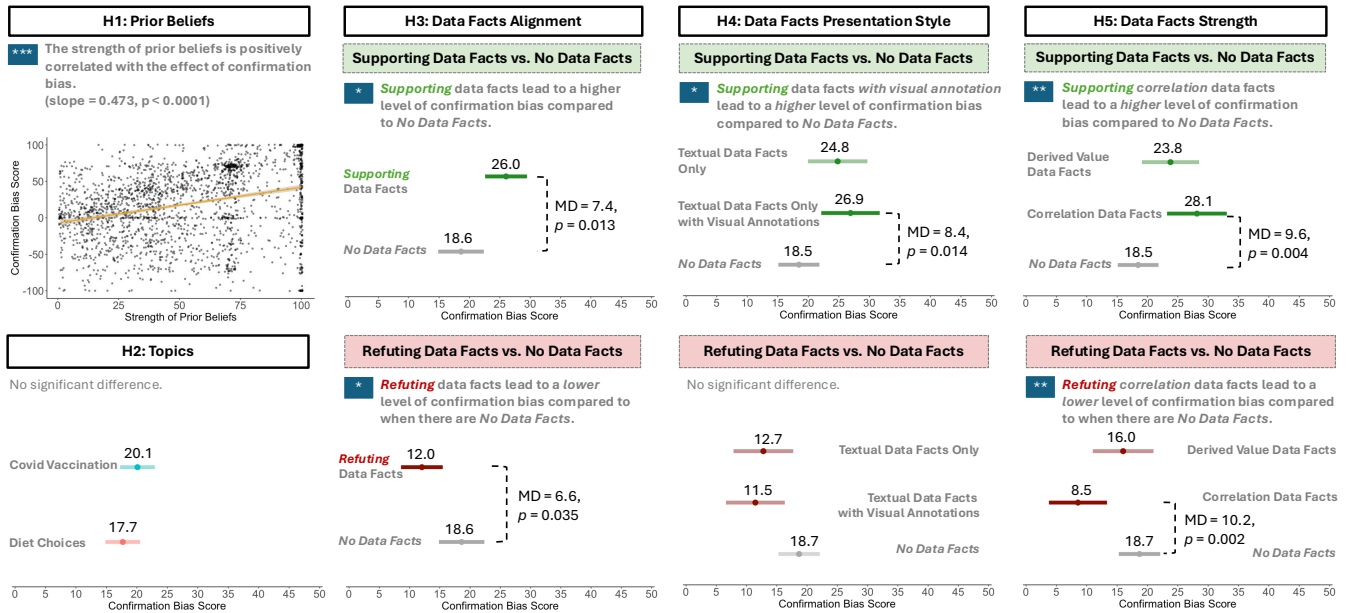 H1: Prior Beliefs
***
The strength of prior beliefs is positively
correlated with the effect of confirmation
bias.
(slope = 0.473, p < 0.0001)
Confirmation Bias Score
100
50
0
-50
-100
0
25
50
75
100
Strength of Prior Beliefs
H2: Topics
No significant difference.
20.1
Covid Vaccination
17.7
Diet Choices
0 5 10 15 20 25 30 35 40 45 50
Confirmation Bias Score
H3: Data Facts Alignment
Supporting Data Facts vs. No Data Facts
*
Supporting data facts lead to a higher
level of confirmation bias compared
to No Data Facts.
26.0
Supporting
Data Facts
MD = 7.4,
p = 0.013
18.6
No Data Facts
0 5 10 15 20 25 30 35 40 45 50
Confirmation Bias Score
Refuting Data Facts vs. No Data Facts
*
Refuting data facts lead to a lower
level of confirmation bias compared to
when there are No Data Facts.
12.0
Refuting
Data Facts
MD = 6.6,
p = 0.035
18.6
No Data Facts
0 5 10 15 20 25 30 35 40 45 50
Confirmation Bias Score
H4: Data Facts Presentation Style
Supporting Data Facts vs. No Data Facts
*
Supporting data facts with visual annotation
lead to a higher level of confirmation bias
compared to No Data Facts.
24.8
Textual Data Facts
Only
26.9
Textual Data Facts Only
with Visual Annotations
MD = 8.4,
p = 0.014
18.5
No Data Facts
0 5 10 15 20 25 30 35 40 45 50
Confirmation Bias Score
Refuting Data Facts vs. No Data Facts
No significant difference.
12.7
Textual Data Facts Only
11.5
Textual Data Facts
with Visual Annotations
18.7
No Data Facts
0 5 10 15 20 25 30 35 40 45 50
Confirmation Bias Score
H5: Data Facts Strength
Supporting Data Facts vs. No Data Facts
**
Supporting correlation data facts
lead to a higher level of confirmation
bias compared to No Data Facts.
23.8
Derived Value
Data Facts
28.1
Correlation Data Facts
MD = 9.6,
p = 0.004
18.5
No Data Facts
0 5 10 15 20 25 30 35 40 45 50
Confirmation Bias Score
Refuting Data Facts vs. No Data Facts
**
Refuting correlation data facts lead to a
lower level of confirmation bias compared
to when there are No Data Facts.
16.0
Derived Value Data Facts
8.5
Correlation Data Facts
MD = 10.2,
p = 0.002
18.7
No Data Facts
0 5 10 15 20 25 30 35 40 45 50
Confirmation Bias Score